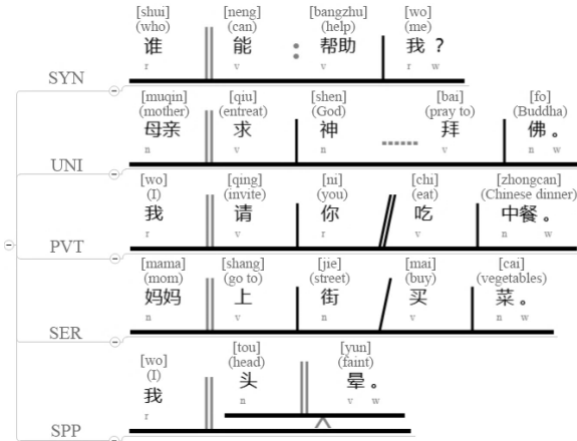 [shui] [neng] [bangzhu] [wo]
(who) (can) (help) (me)
谁 能 : 帮助 我 ?
r v v r w
SYN
[muqin] [qiu] [shen] [bai] [fo]
(mother) (entreat) (God) (pray to) (Buddha)
母亲 求 神 拜 佛 。
n v n v n w
UNI
[wo] [qing] [ni] [chi] [zhongcan]
(I) (invite) (you) (eat) (Chinese dinner)
我 请 你 吃 中餐 。
r v r v n w
PVT
[mama] [shang] [jie] [mai] [cai]
(mom) (go to) (street) (buy) (vegetables)
妈妈 上 街 买 菜 。
n v n v n w
SER
[wo] [tou] [yun]
(I) (head) (faint)
我 头 晕 。
r n v w
SPP